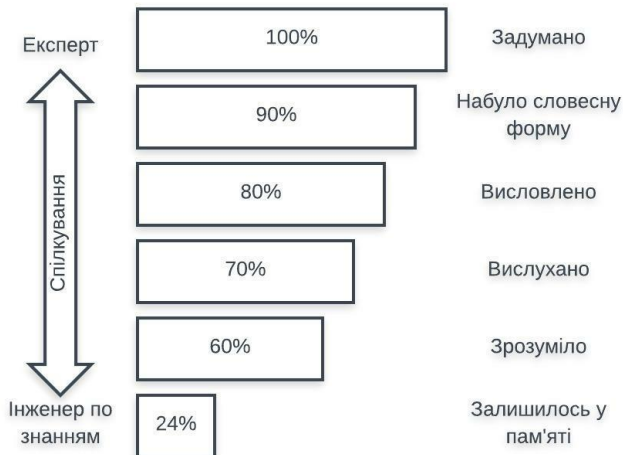 Експерт
100%
Задумано
90%
Набуло словесну
форму
Спілкування
80%
Висловлено
70%
Вислухано
60%
Зрозуміло
Інженер по
знанням
24%
Залишилось у
пам'яті